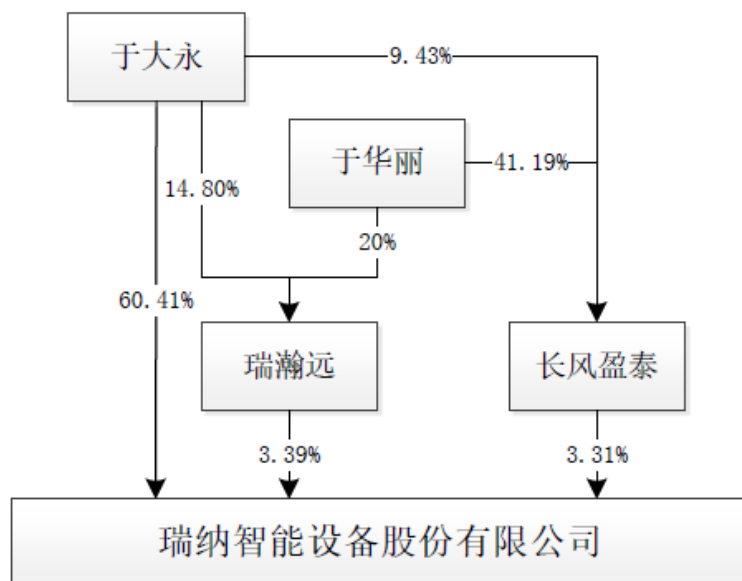 于大永
9.43%
于华丽
41.19%
14.80%
20%
60.41%
瑞瀚远
长风盈泰
3.39%
3.31%
瑞纳智能设备股份有限公司